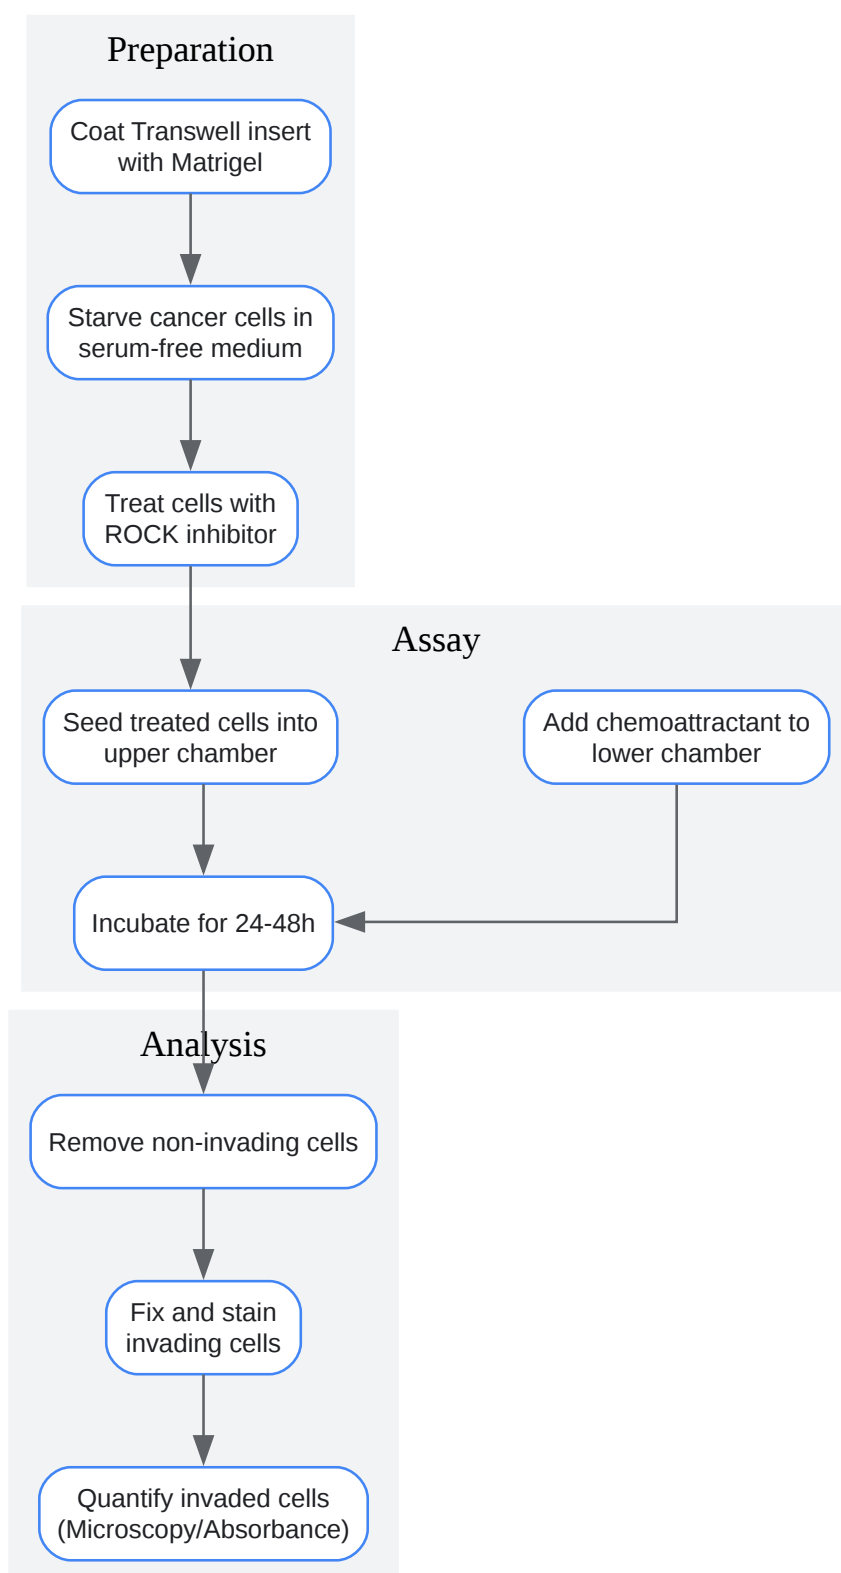 Preparation
Coat Transwell insert
with Matrigel
Starve cancer cells in
serum-free medium
Treat cells with
ROCK inhibitor
Assay
Seed treated cells into
upper chamber
Add chemoattractant to
lower chamber
Incubate for 24-48h
Analysis
Remove non-invading cells
Fix and stain
invading cells
Quantify invaded cells
(Microscopy/Absorbance)